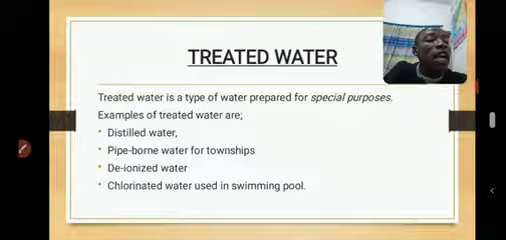 TREATED WATER
Treated water is a type of water prepared for special purposes.
Examples of treated water are;
• Distilled water,
• Pipe-borne water for townships
• De-ionized water
• Chlorinated water used in swimming pool.